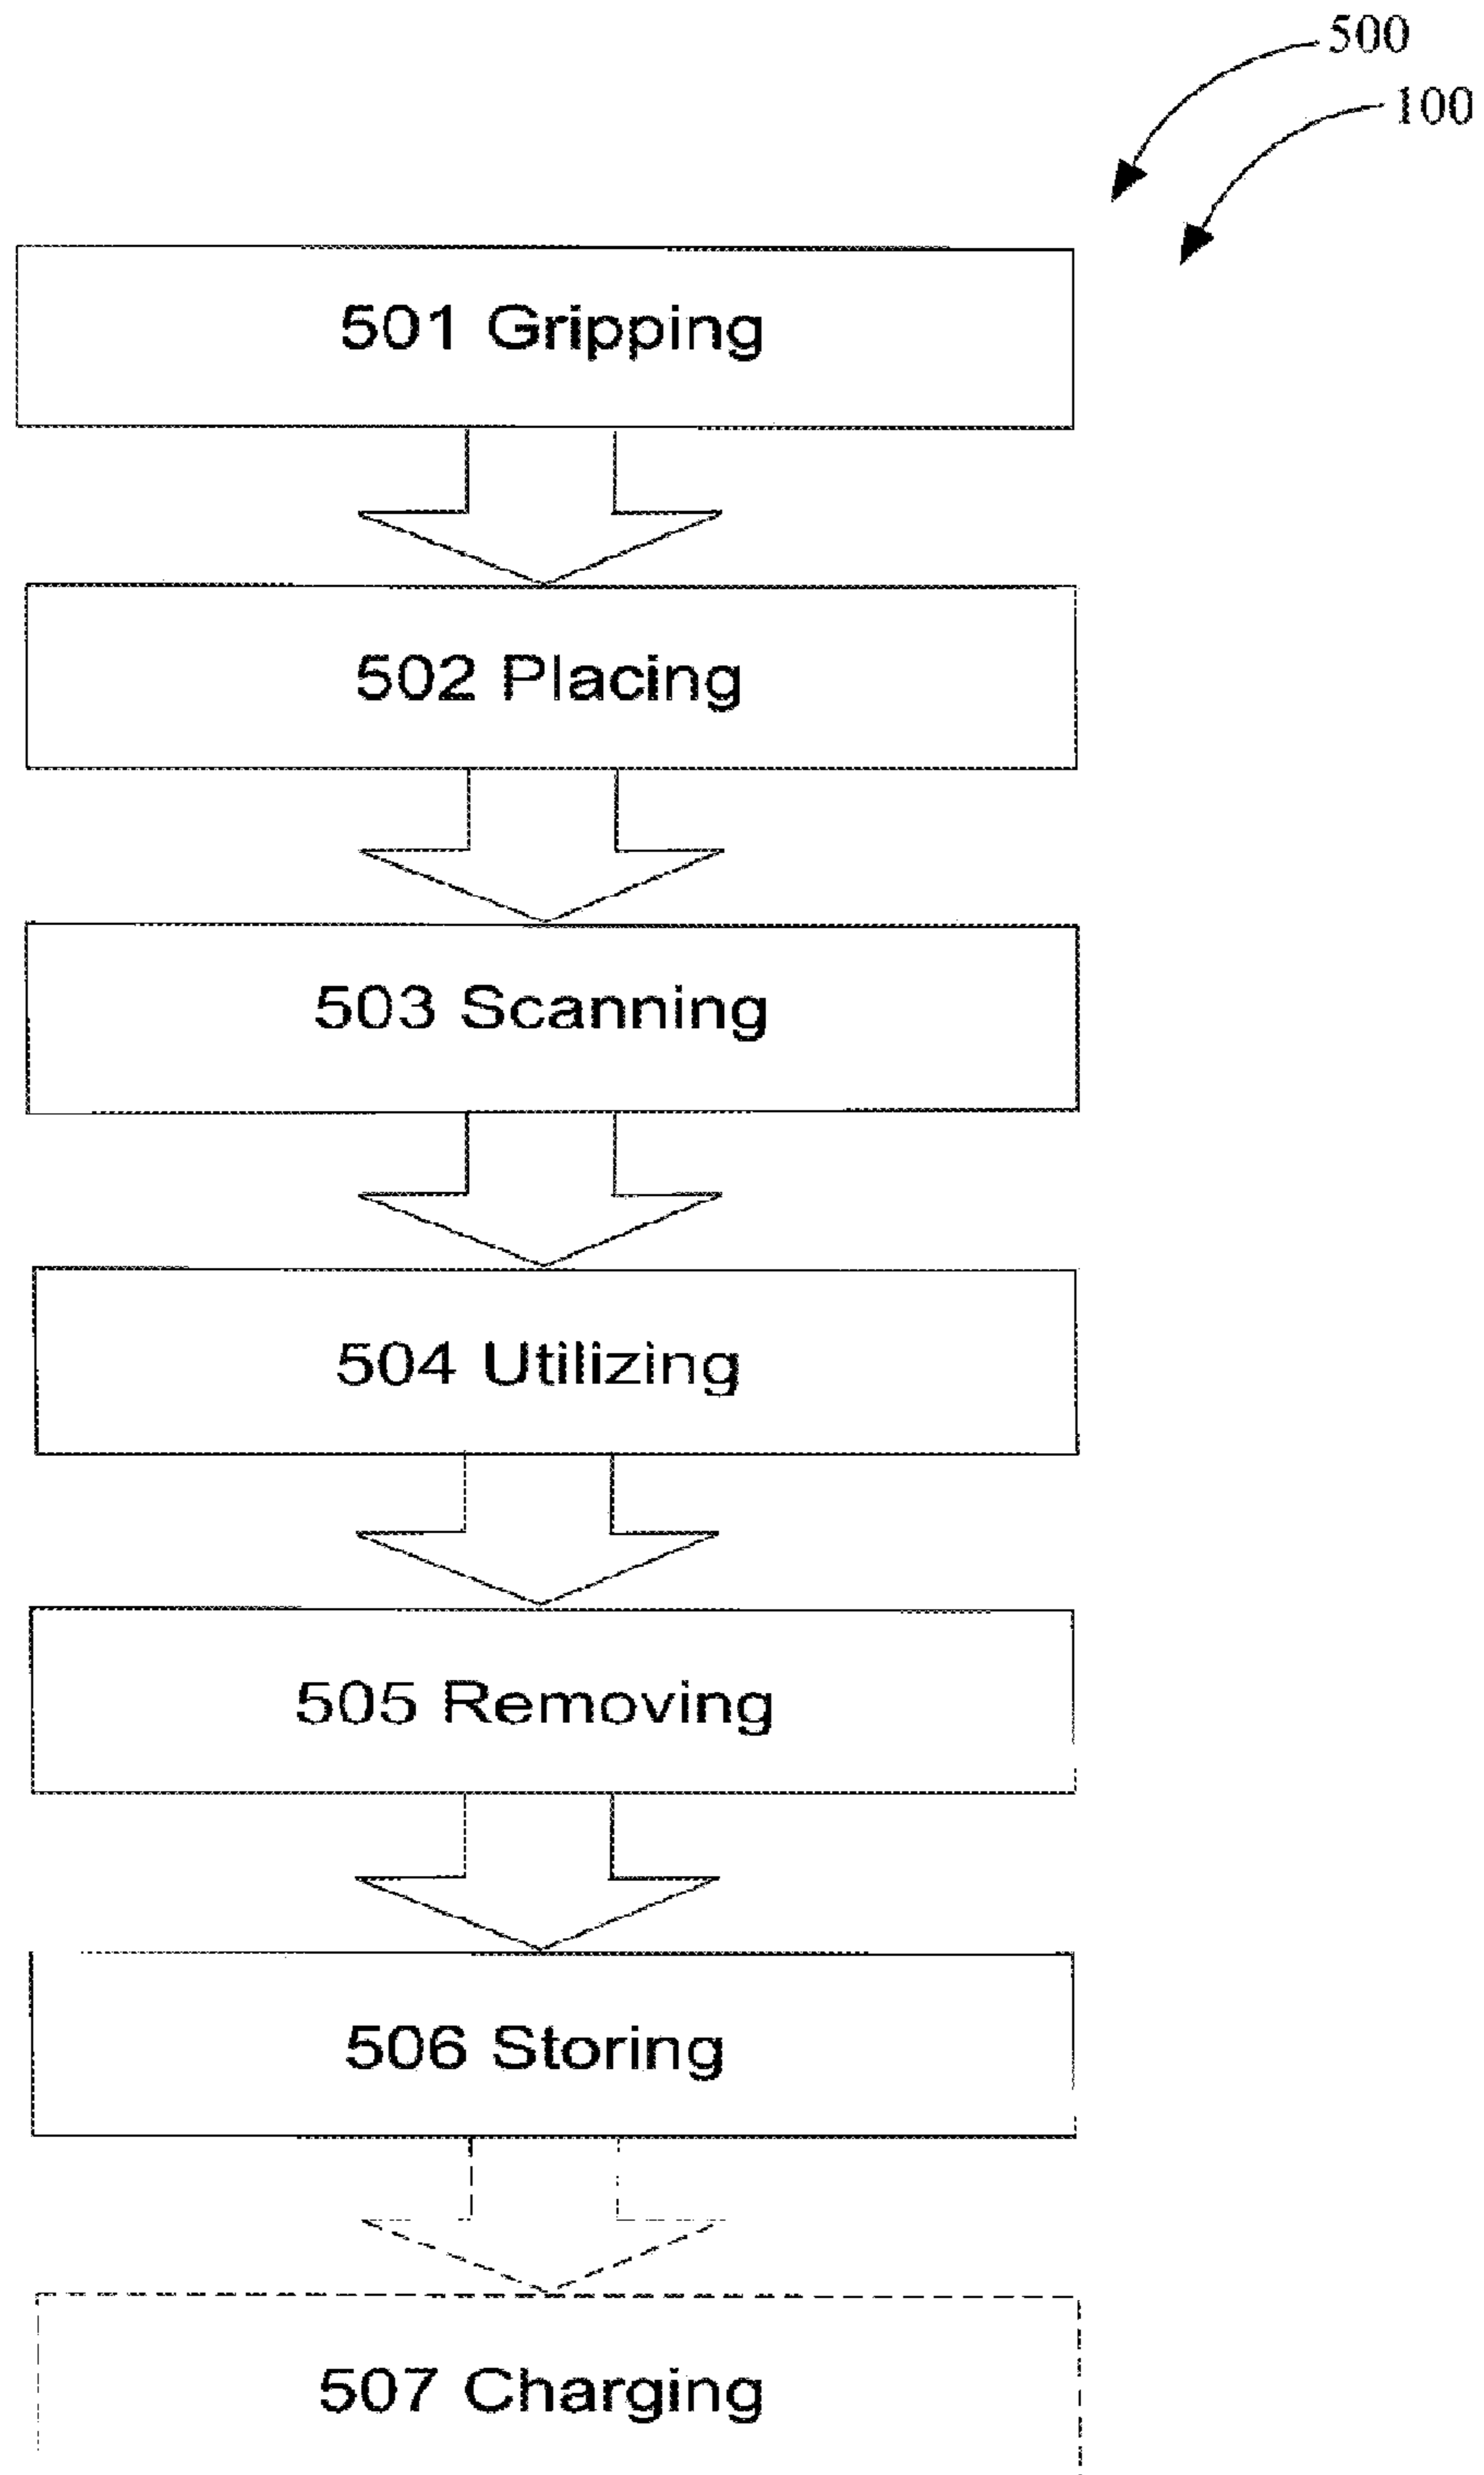 500
100
501 Gripping
502 Placing
503 Scanning
504 Utilizing
505 Removing
506 Storing
507 Charging